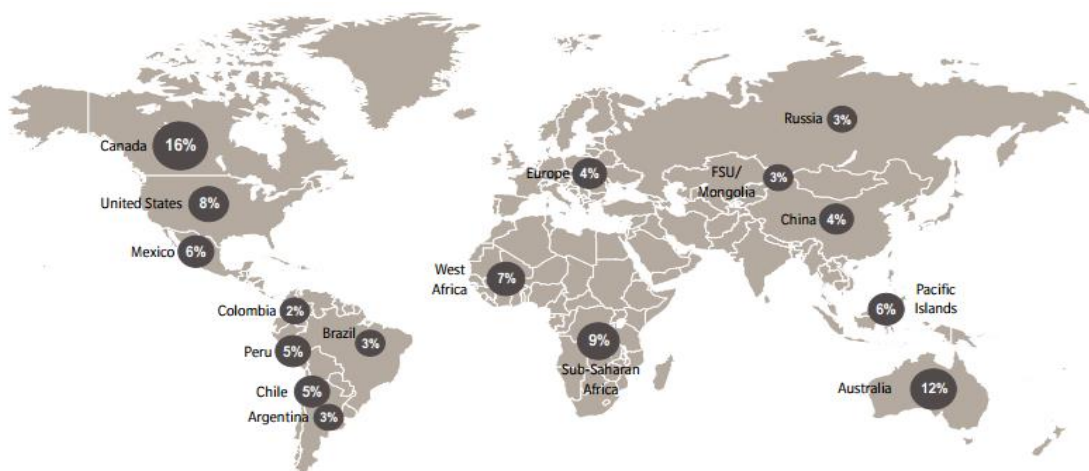 Canada 16%
United States 8%
Mexico 6%
Colombia 2%
Brazil 3%
Peru 5%
Chile 5%
Argentina 3%
Europe 4%
West
Africa
7%
9%
Sub-Saharan
Africa
Russia 3%
FSU/
Mongolia
3%
China 4%
Pacific
Islands
6%
Australia 12%